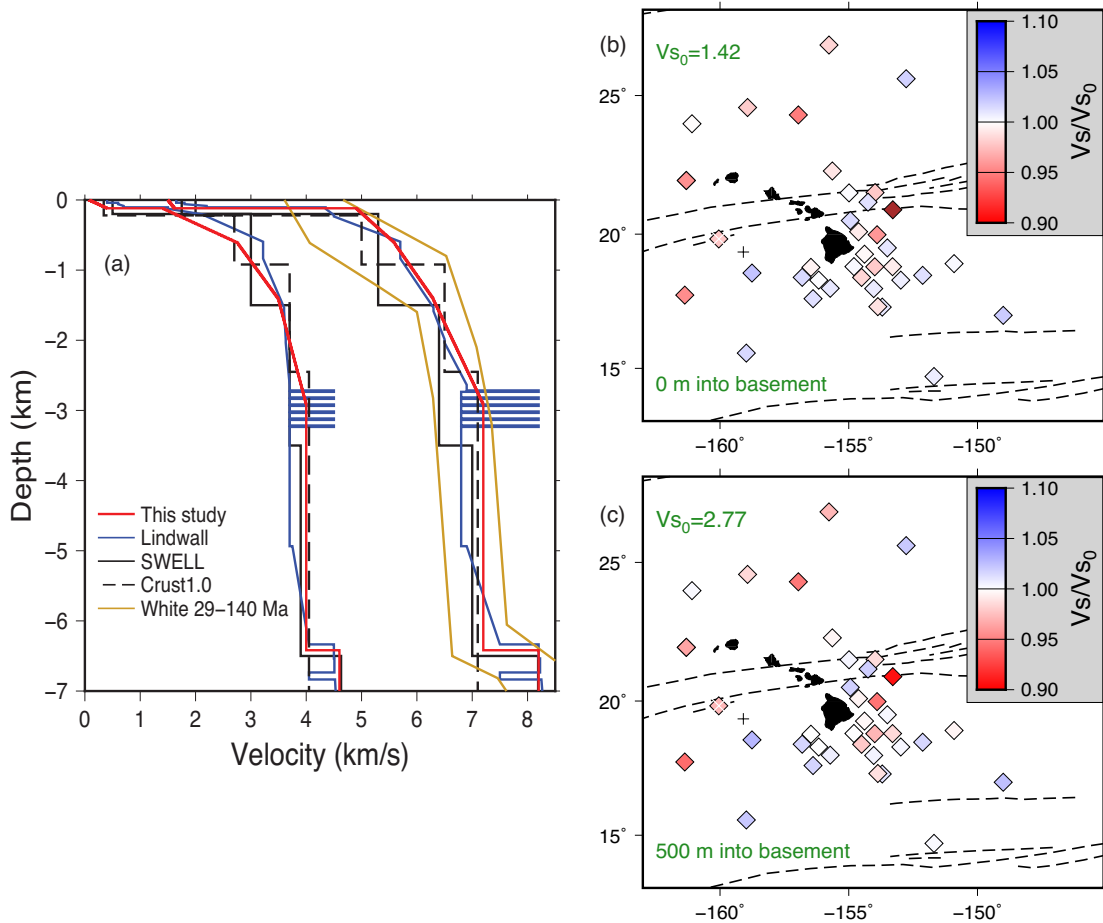 (a)
0
−1
−2
−3
−4
−5
−6
−7
Depth (km)
This study
Lindwall
SWELL
Crust1.0
White 29−140 Ma
0 1 2 3 4 5 6 7 8
Velocity (km/s)
(b)
Vs0=1.42
0 m into basement
25°
20°
15°
−160° −155° −150°
1.10
1.05
1.00
0.95
0.90
Vs/Vs0
(c)
Vs0=2.77
500 m into basement
25°
20°
15°
−160° −155° −150°
1.10
1.05
1.00
0.95
0.90
Vs/Vs0